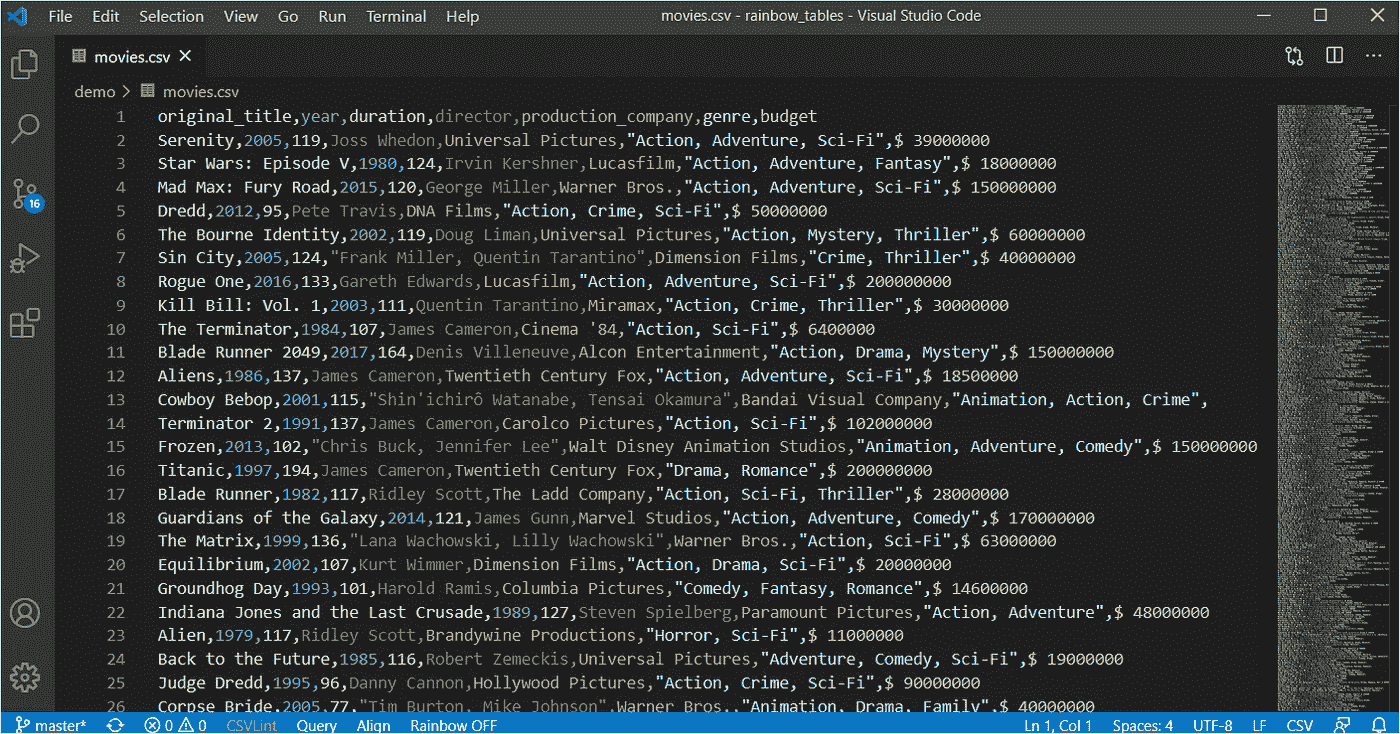 File Edit Selection View Go Run Terminal Help movies.csv - rainbow_tables - Visual Studio Code
movies.csv
demo > movies.csv
1 original_title,year,duration,director,production_company,genre,budget
2 Serenity,2005,119,Joss Whedon,Universal Pictures,"Action, Adventure, Sci-Fi",$ 39000000
3 Star Wars: Episode V,1980,124,Irvin Kershner,Lucasfilm,"Action, Adventure, Fantasy",$ 18000000
4 Mad Max: Fury Road,2015,120,George Miller,Warner Bros.,"Action, Adventure, Sci-Fi",$ 150000000
5 Dredd,2012,95,Pete Travis,DNA Films,"Action, Crime, Sci-Fi",$ 50000000
6 The Bourne Identity,2002,119,Doug Liman,Universal Pictures,"Action, Mystery, Thriller",$ 60000000
7 Sin City,2005,124,"Frank Miller, Quentin Tarantino",Dimension Films,"Crime, Thriller",$ 40000000
8 Rogue One,2016,133,Gareth Edwards,Lucasfilm,"Action, Adventure, Sci-Fi",$ 200000000
9 Kill Bill: Vol. 1,2003,111,Quentin Tarantino,Miramax,"Action, Crime, Thriller",$ 30000000
10 The Terminator,1984,107,James Cameron,Cinema '84,"Action, Sci-Fi",$ 6400000
11 Blade Runner 2049,2017,164,Denis Villeneuve,Alcon Entertainment,"Action, Drama, Mystery",$ 150000000
12 Aliens,1986,137,James Cameron,Twentieth Century Fox,"Action, Adventure, Sci-Fi",$ 18500000
13 Cowboy Bebop,2001,115,"Shin'ichirô Watanabe, Tensai Okamura",Bandai Visual Company,"Animation, Action, Crime",
14 Terminator 2,1991,137,James Cameron,Carolco Pictures,"Action, Sci-Fi",$ 102000000
15 Frozen,2013,102,"Chris Buck, Jennifer Lee",Walt Disney Animation Studios,"Animation, Adventure, Comedy",$ 150000000
16 Titanic,1997,194,James Cameron,Twentieth Century Fox,"Drama, Romance",$ 200000000
17 Blade Runner,1982,117,Ridley Scott,The Ladd Company,"Action, Sci-Fi, Thriller",$ 28000000
18 Guardians of the Galaxy,2014,121,James Gunn,Marvel Studios,"Action, Adventure, Comedy",$ 170000000
19 The Matrix,1999,136,"Lana Wachowski, Lilly Wachowski",Warner Bros.,"Action, Sci-Fi",$ 63000000
20 Equilibrium,2002,107,Kurt Wimmer,Dimension Films,"Action, Drama, Sci-Fi",$ 20000000
21 Groundhog Day,1993,101,Harold Ramis,Columbia Pictures,"Comedy, Fantasy, Romance",$ 14600000
22 Indiana Jones and the Last Crusade,1989,127,Steven Spielberg,Paramount Pictures,"Action, Adventure",$ 48000000
23 Alien,1979,117,Ridley Scott,Brandywine Productions,"Horror, Sci-Fi",$ 11000000
24 Back to the Future,1985,116,Robert Zemeckis,Universal Pictures,"Adventure, Comedy, Sci-Fi",$ 19000000
25 Judge Dredd,1995,96,Danny Cannon,Hollywood Pictures,"Action, Crime, Sci-Fi",$ 90000000
26 Corpse Bride,2005,77,"Tim Burton, Mike Johnson",Warner Bros.,"Animation, Drama, Family",$ 40000000
16
master* 0 0 CSVLint Query Align Rainbow OFF Ln 1, Col 1 Spaces: 4 UTF-8 LF CSV